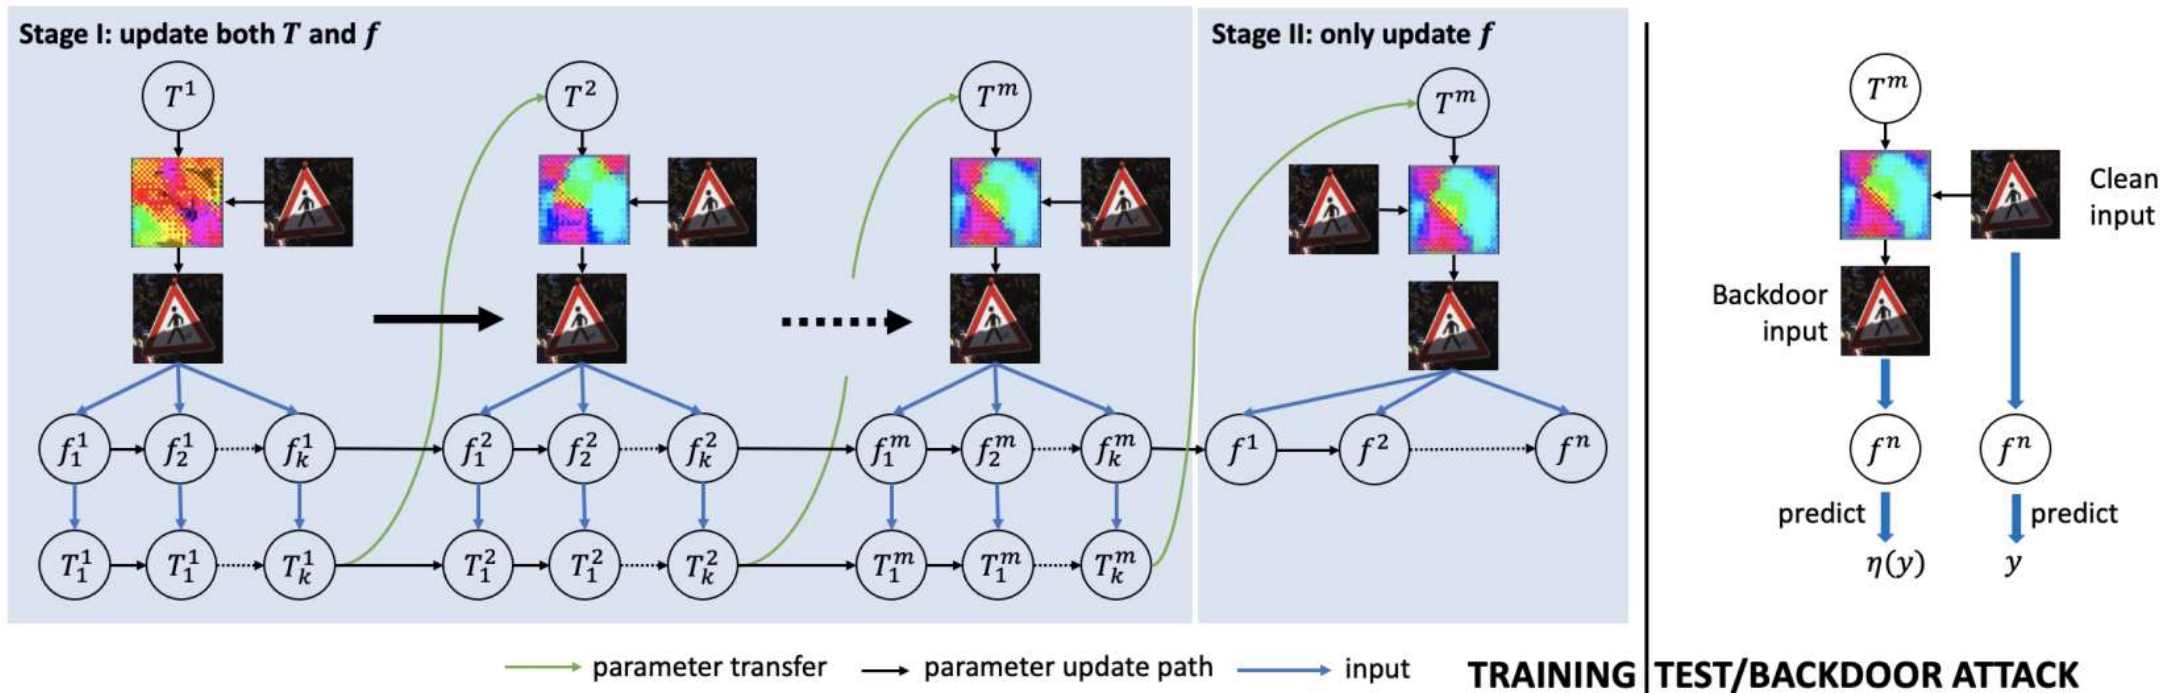 Stage I: update both T and f
Stage II: only update f
T^1
T^2
T^m
T^m
T^m
Clean
input
Backdoor
input
f_1^1 f_2^1 f_k^1 f_1^2 f_2^2 f_k^2 f_1^m f_2^m f_k^m f^1 f^2 f^n
f^n f^n
predict predict
T_1^1 T_1^1 T_k^1 T_1^2 T_1^2 T_k^2 T_1^m T_1^m T_k^m
η(y) y
parameter transfer parameter update path input
TRAINING TEST/BACKDOOR ATTACK